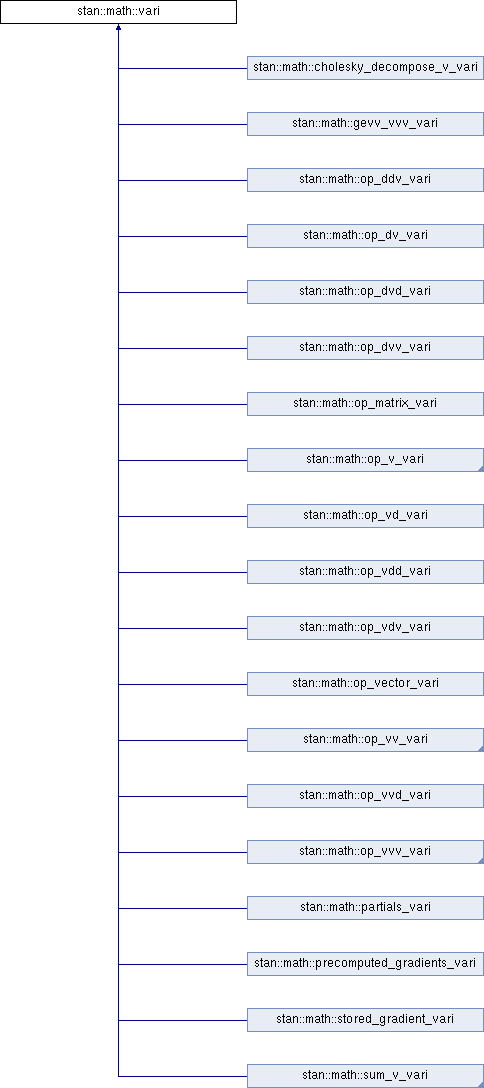 stan::math::vari
stan::math::cholesky_decompose_v_vari
stan::math::gevv_vvv_vari
stan::math::op_ddv_vari
stan::math::op_dv_vari
stan::math::op_dvd_vari
stan::math::op_dvv_vari
stan::math::op_matrix_vari
stan::math::op_v_vari
stan::math::op_vd_vari
stan::math::op_vdd_vari
stan::math::op_vdv_vari
stan::math::op_vector_vari
stan::math::op_vv_vari
stan::math::op_vvd_vari
stan::math::op_vvv_vari
stan::math::partials_vari
stan::math::precomputed_gradients_vari
stan::math::stored_gradient_vari
stan::math::sum_v_vari